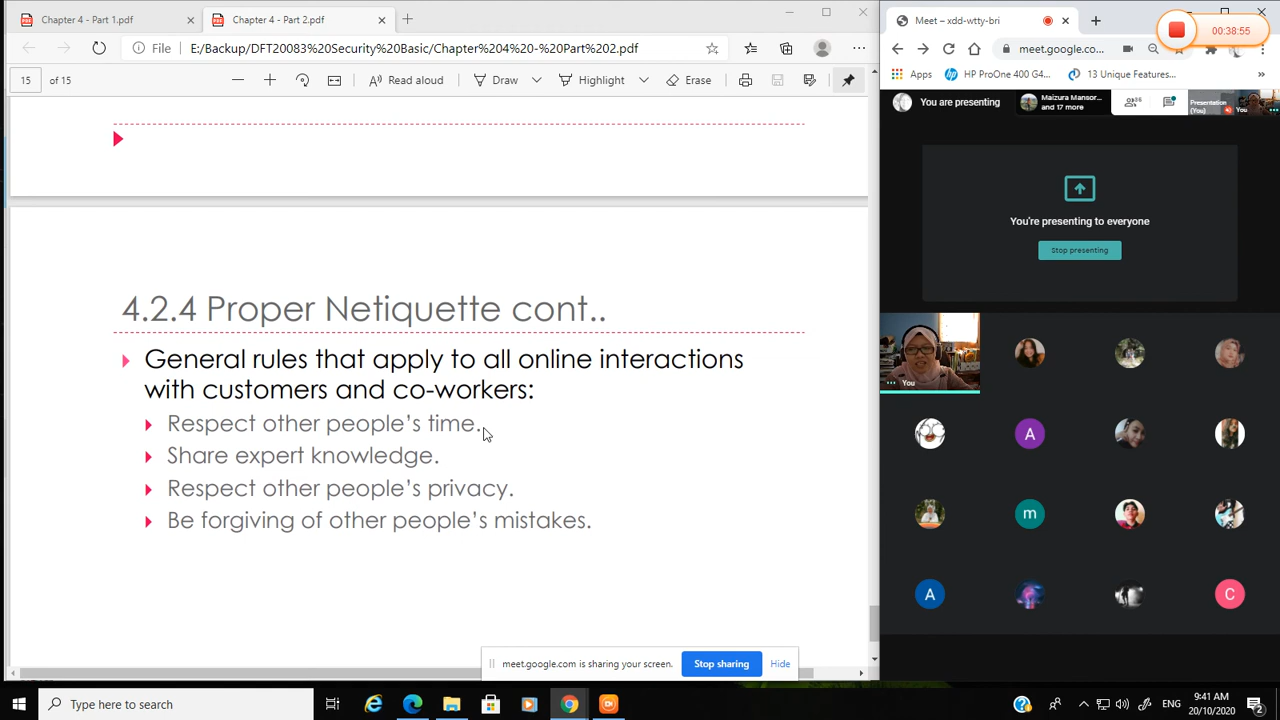 Chapter 4 - Part 1.pdf
Chapter 4 - Part 2.pdf
File
E:/Backup/DFT20083%20Security%20Basic/Chapter%204%20-%20Part%202.pdf
15 of 15
Read aloud
Draw
Highlight
Erase
4.2.4 Proper Netiquette cont..
General rules that apply to all online interactions
with customers and co-workers:
Respect other people's time.
Share expert knowledge.
Respect other people's privacy.
Be forgiving of other people's mistakes.
meet.google.com is sharing your screen.
Stop sharing
Hide
Meet – xdd-wtty-bri
00:38:55
meet.google.co...
Apps
HP ProOne 400 G4...
13 Unique Features...
»
You are presenting
Maizura Mansor...
and 17 more
36
Presentation
(You)
You
You're presenting to everyone
Stop presenting
You
A
m
A
C
Type here to search
ENG
9:41 AM
20/10/2020
2